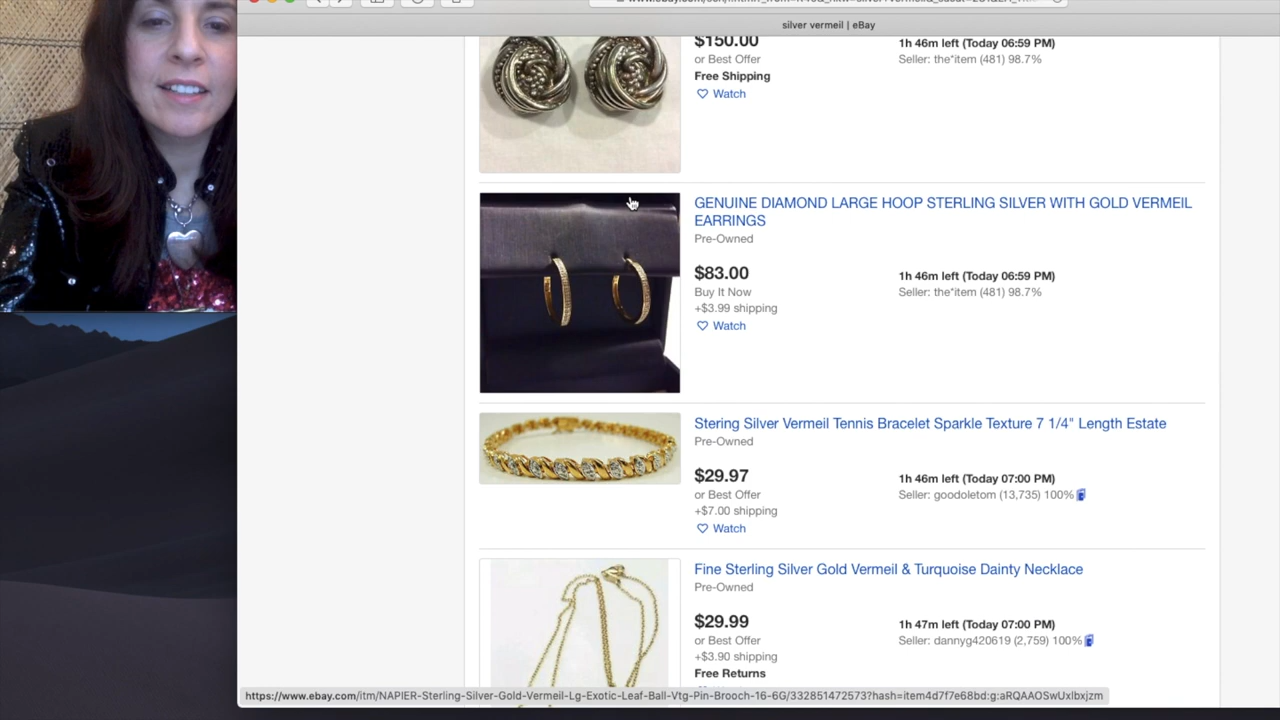 silver vermeil | eBay
$150.00
or Best Offer
Free Shipping
Watch
1h 46m left (Today 06:59 PM)
Seller: the*item (481) 98.7%
GENUINE DIAMOND LARGE HOOP STERLING SILVER WITH GOLD VERMEIL
EARRINGS
Pre-Owned
$83.00
Buy It Now
+$3.99 shipping
Watch
1h 46m left (Today 06:59 PM)
Seller: the*item (481) 98.7%
Stering Silver Vermeil Tennis Bracelet Sparkle Texture 7 1/4" Length Estate
Pre-Owned
$29.97
or Best Offer
+$7.00 shipping
Watch
1h 46m left (Today 07:00 PM)
Seller: goodoletom (13,735) 100%
Fine Sterling Silver Gold Vermeil & Turquoise Dainty Necklace
Pre-Owned
$29.99
or Best Offer
+$3.90 shipping
Free Returns
1h 47m left (Today 07:00 PM)
Seller: dannyg420619 (2,759) 100%
https://www.ebay.com/itm/NAPIER-Sterling-Silver-Gold-Vermeil-Lg-Exotic-Leaf-Ball-Vtg-Pin-Brooch-16-6G/332851472573?hash=item4d7f7e68bd:g:aRQAAOSwUxlbxjzm